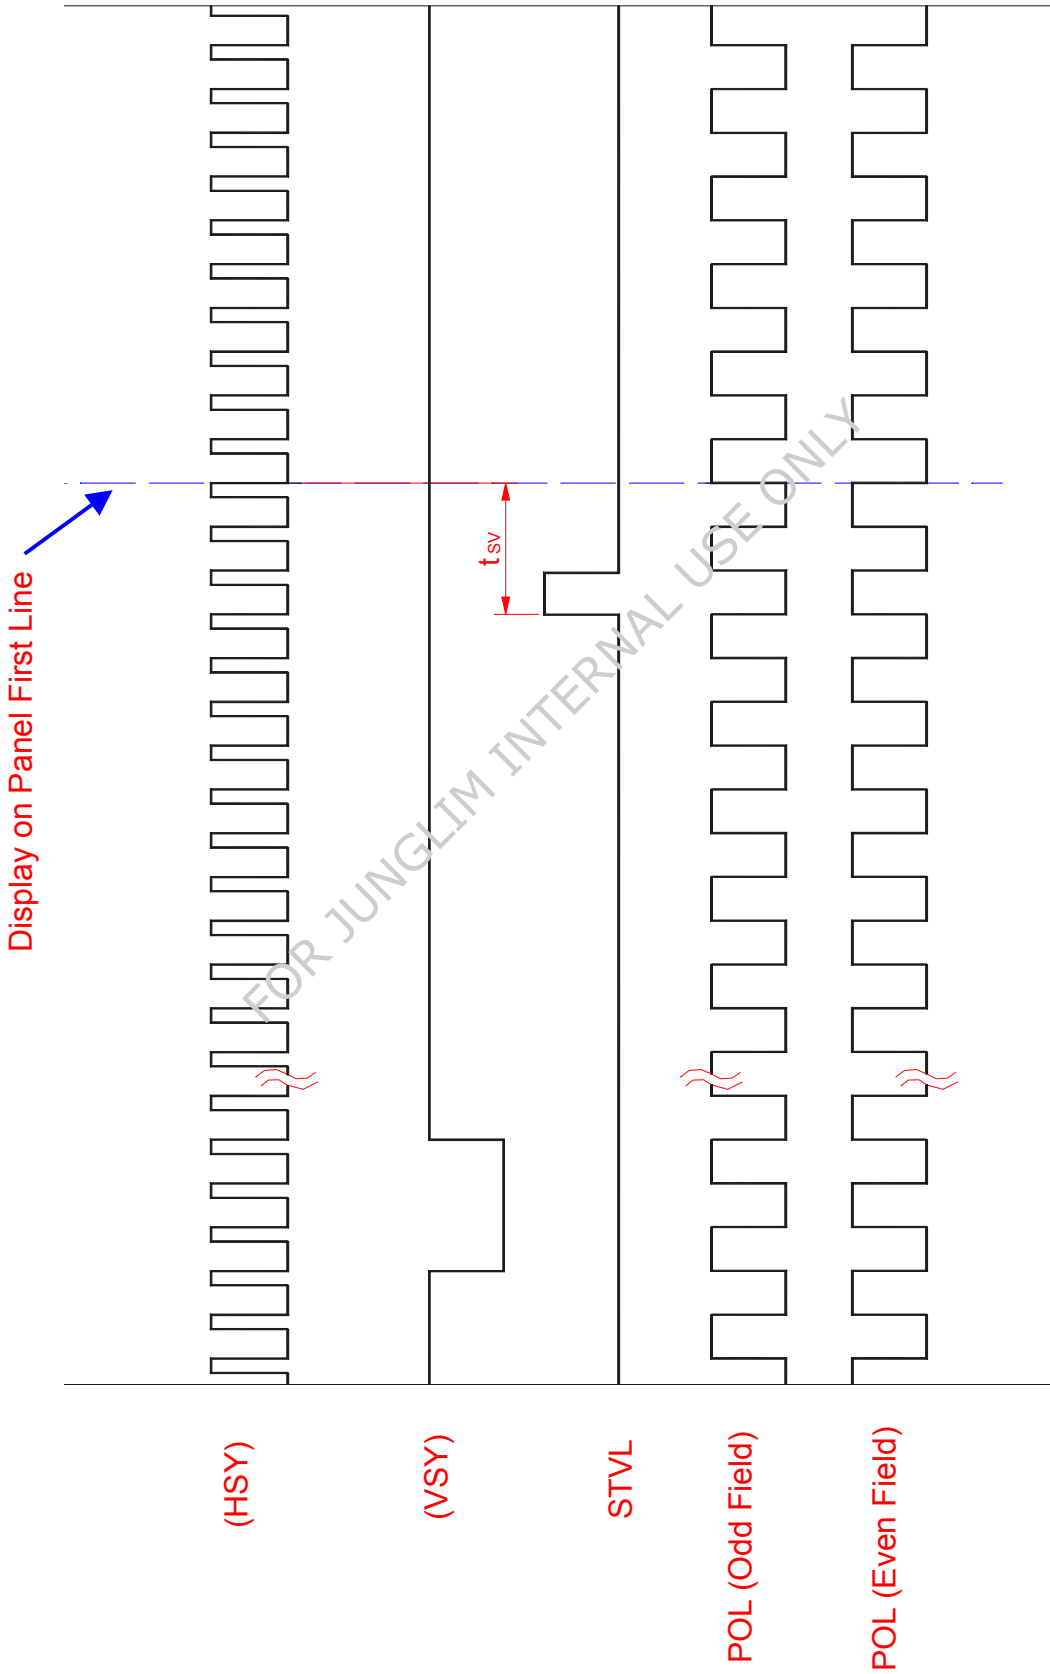 Display on Panel First Line
(HSY)
(VSY)
tsv
STVL
POL (Odd Field)
POL (Even Field)
FOR JUNGLIM INTERNAL USE ONLY